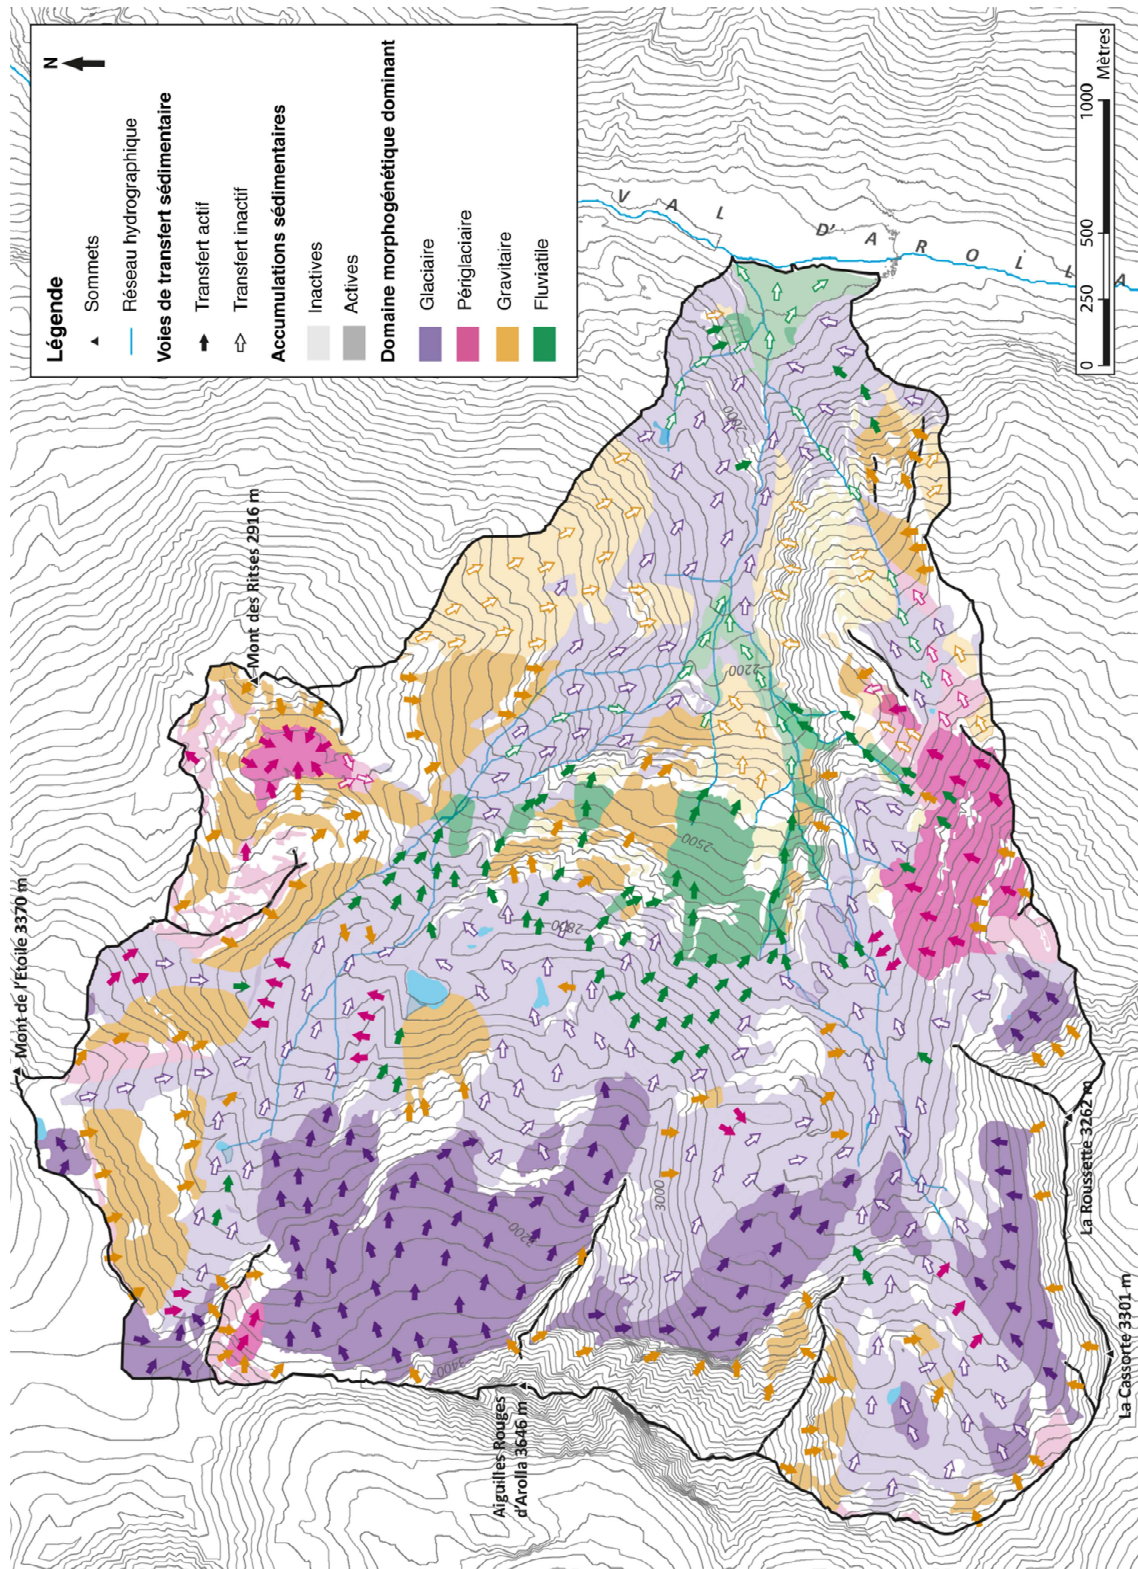 Légende
N
Sommets
Réseau hydrographique
Voies de transfert sédimentaire
Transfert actif
Transfert inactif
Accumulations sédimentaires
Inactives
Actives
Domaine morphogénétique dominant
Glaciaire
Périglaciaire
Gravitaire
Fluviatile
Mont de l'Etoile 3370 m
Mont des Ritses 2916 m
Aiguilles Rouges
d'Arolla 3646 m
La Cassorte 3301 m
La Roussette 3262 m
VAL D'AROLLA
3400
3200
3000
2800
2500
2200
2000
0 250 500 1000
Mètres